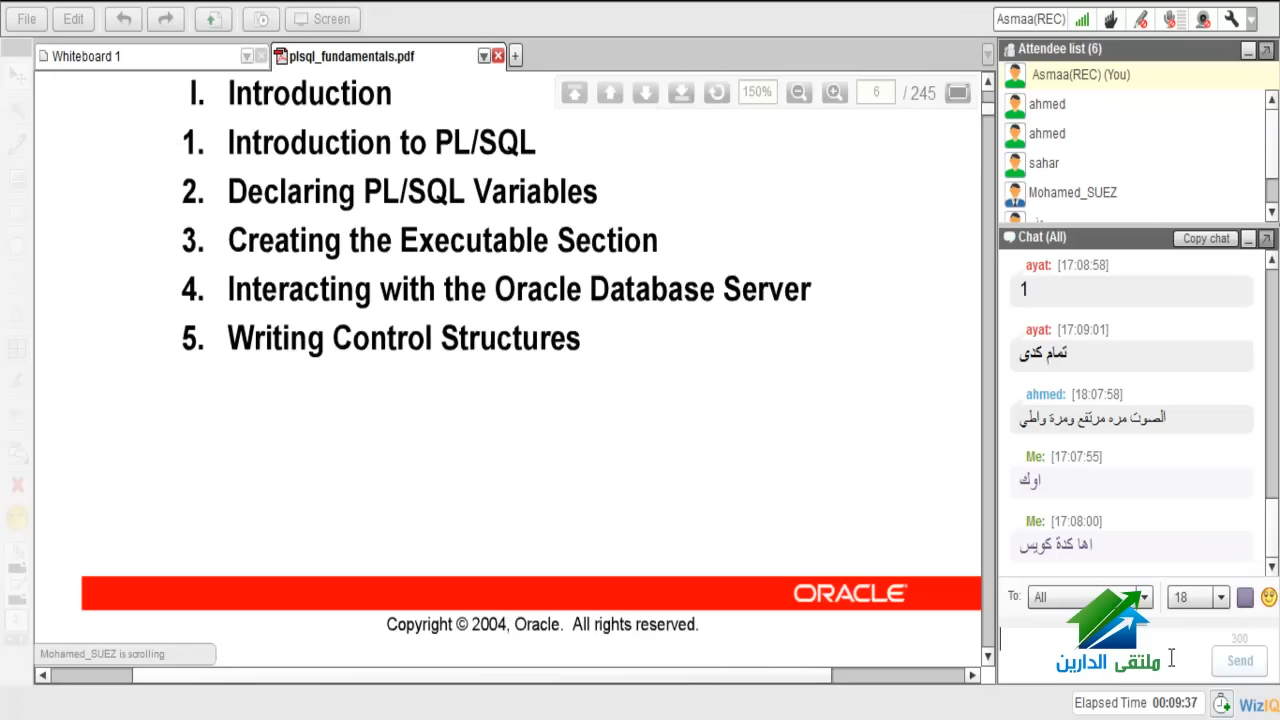 File
Edit
Screen
Asmaa(REC)
Whiteboard 1
plsql_fundamentals.pdf
+
150%
6
/ 245
I. Introduction
1. Introduction to PL/SQL
2. Declaring PL/SQL Variables
3. Creating the Executable Section
4. Interacting with the Oracle Database Server
5. Writing Control Structures
ORACLE
Copyright © 2004, Oracle. All rights reserved.
Mohamed_SUEZ is scrolling
Attendee list (6)
Asmaa(REC) (You)
ahmed
ahmed
sahar
Mohamed_SUEZ
Chat (All)
Copy chat
ayat: [17:08:58]
1
ayat: [17:09:01]
تمام كدى
ahmed: [18:07:58]
الصوت مره مرتفع ومرة واطي
Me: [17:07:55]
اوك
Me: [17:08:00]
اها كدة كويس
To:
All
18
300
Send
ملتقى الدارين
Elapsed Time 00:09:37
WizIQ